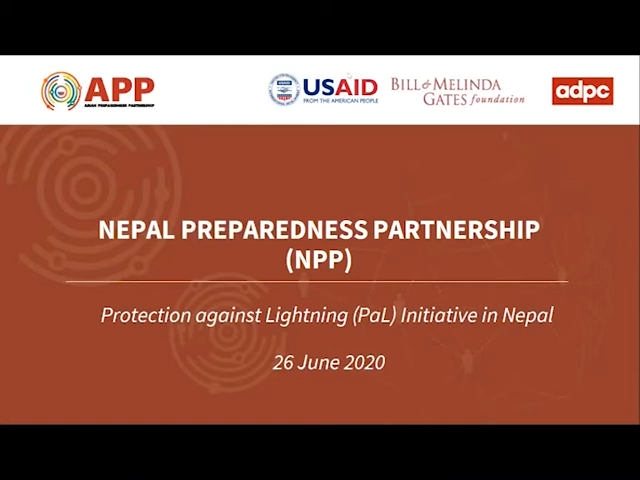 APP
ASIAN PREPAREDNESS PARTNERSHIP
USAID
FROM THE AMERICAN PEOPLE
BILL & MELINDA
GATES foundation
adpc
NEPAL PREPAREDNESS PARTNERSHIP
(NPP)
Protection against Lightning (PaL) Initiative in Nepal
26 June 2020